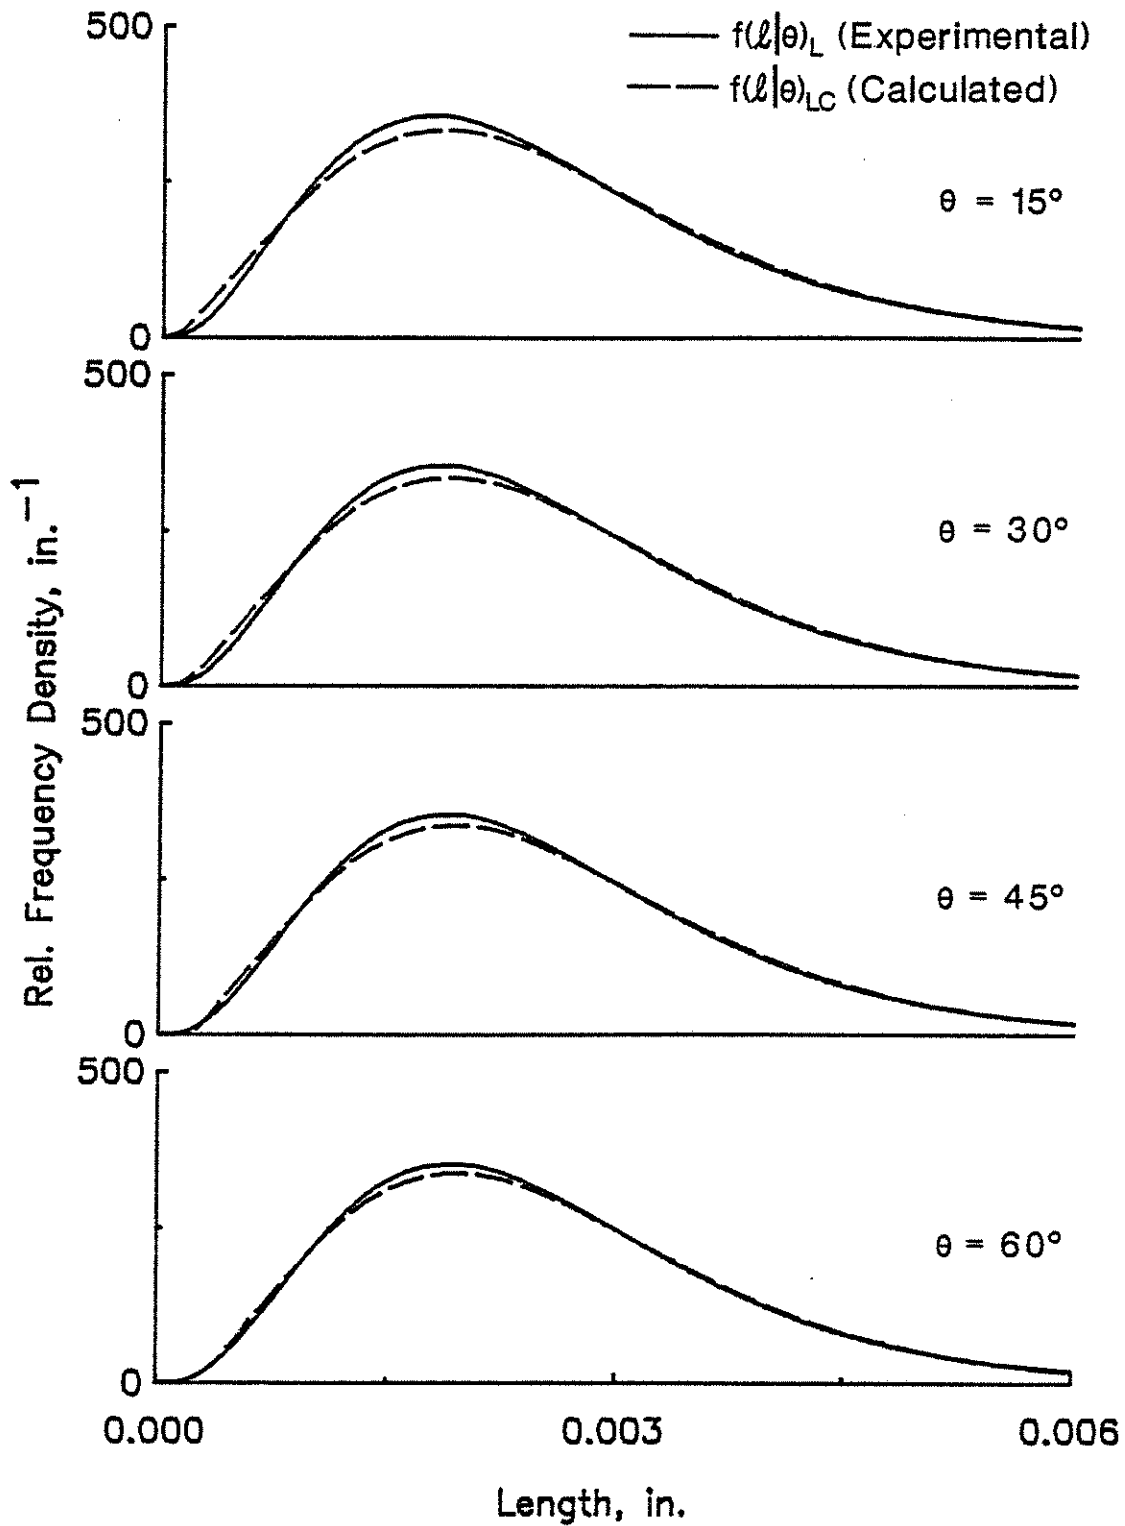 500
f(ℓ|θ)L (Experimental)
f(ℓ|θ)LC (Calculated)
θ = 15°
0
500
θ = 30°
0
500
θ = 45°
0
500
θ = 60°
0
0.000 0.003 0.006
Length, in.
Rel. Frequency Density, in.⁻¹